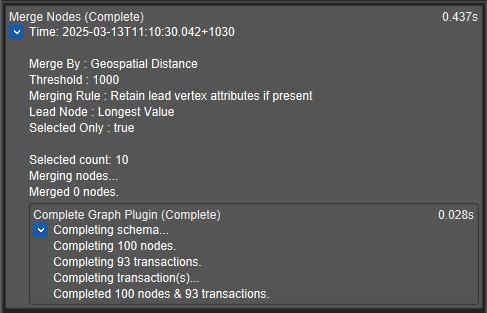 Merge Nodes (Complete) 0.437s
Time: 2025-03-13T11:10:30.042+1030
Merge By : Geospatial Distance
Threshold : 1000
Merging Rule : Retain lead vertex attributes if present
Lead Node : Longest Value
Selected Only : true
Selected count: 10
Merging nodes...
Merged 0 nodes.
Complete Graph Plugin (Complete) 0.028s
Completing schema...
Completing 100 nodes.
Completing 93 transactions.
Completing transaction(s)...
Completed 100 nodes & 93 transactions.